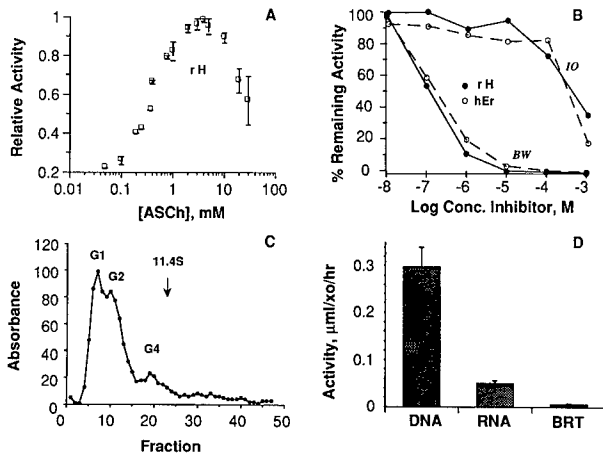 A
Relative Activity
1
0.8
0.6
0.4
0.2
r H
0.01
0.1
1
10
100
[ASCh], mM
B
% Remaining Activity
100
80
60
40
20
0
IO
r H
hEr
BW
-8
-7
-6
-5
-4
-3
Log Conc. Inhibitor, M
C
Absorbance
120
100
80
60
40
20
0
G1
G2
11.4S
G4
0
10
20
30
40
50
Fraction
D
Activity, µml/xo/hr
0.3
0.2
0.1
0
DNA
RNA
BRT